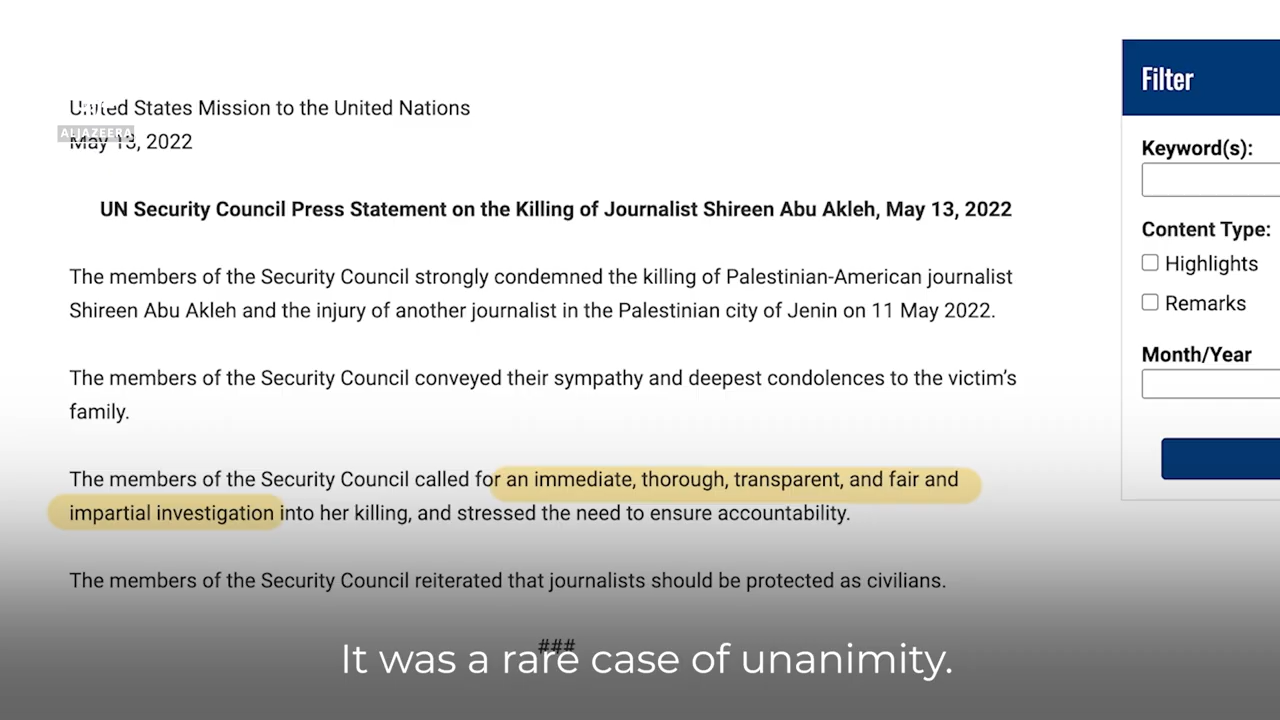 United States Mission to the United Nations
ALJAZEERA
May 13, 2022
UN Security Council Press Statement on the Killing of Journalist Shireen Abu Akleh, May 13, 2022
The members of the Security Council strongly condemned the killing of Palestinian-American journalist
Shireen Abu Akleh and the injury of another journalist in the Palestinian city of Jenin on 11 May 2022.
The members of the Security Council conveyed their sympathy and deepest condolences to the victim’s
family.
The members of the Security Council called for an immediate, thorough, transparent, and fair and
impartial investigation into her killing, and stressed the need to ensure accountability.
The members of the Security Council reiterated that journalists should be protected as civilians.
###
It was a rare case of unanimity.
Filter
Keyword(s):
Content Type:
Highlights
Remarks
Month/Year